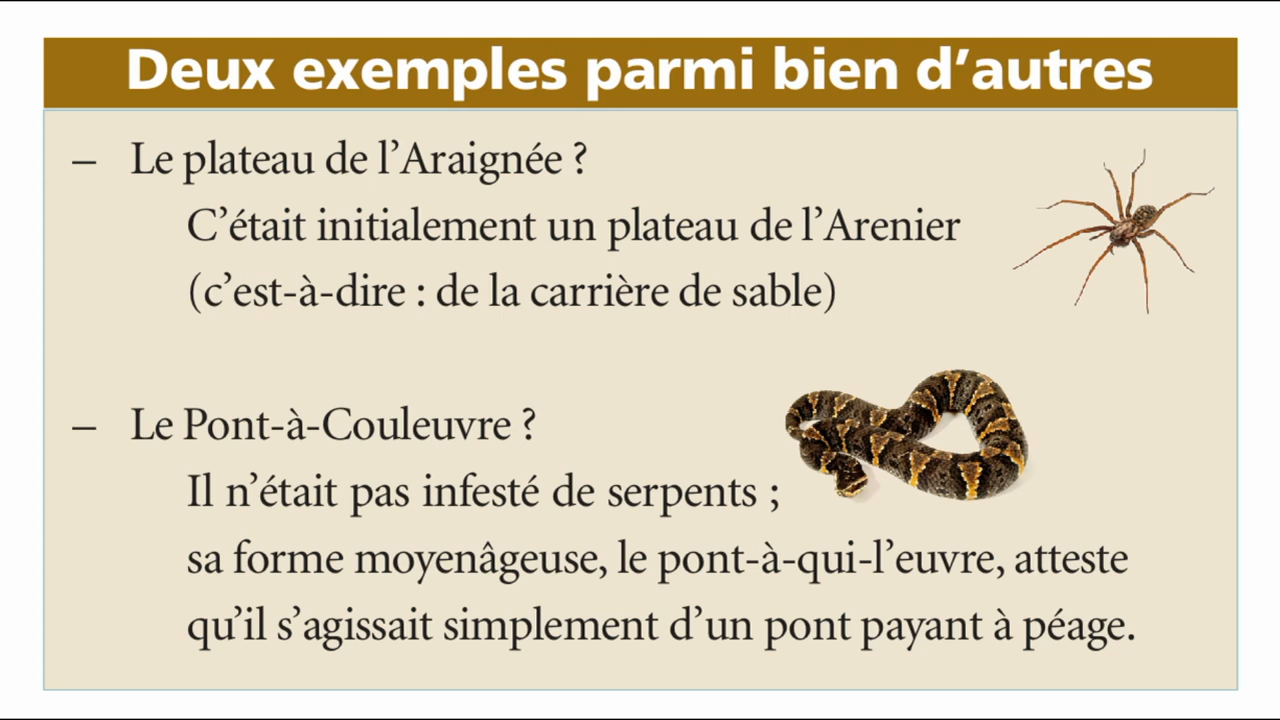 Deux exemples parmi bien d’autres
– Le plateau de l’Araignée ?
C’était initialement un plateau de l’Arenier
(c’est-à-dire : de la carrière de sable)
– Le Pont-à-Couleuvre ?
Il n’était pas infesté de serpents ;
sa forme moyenâgeuse, le pont-à-qui-l’euvre, atteste
qu’il s’agissait simplement d’un pont payant à péage.